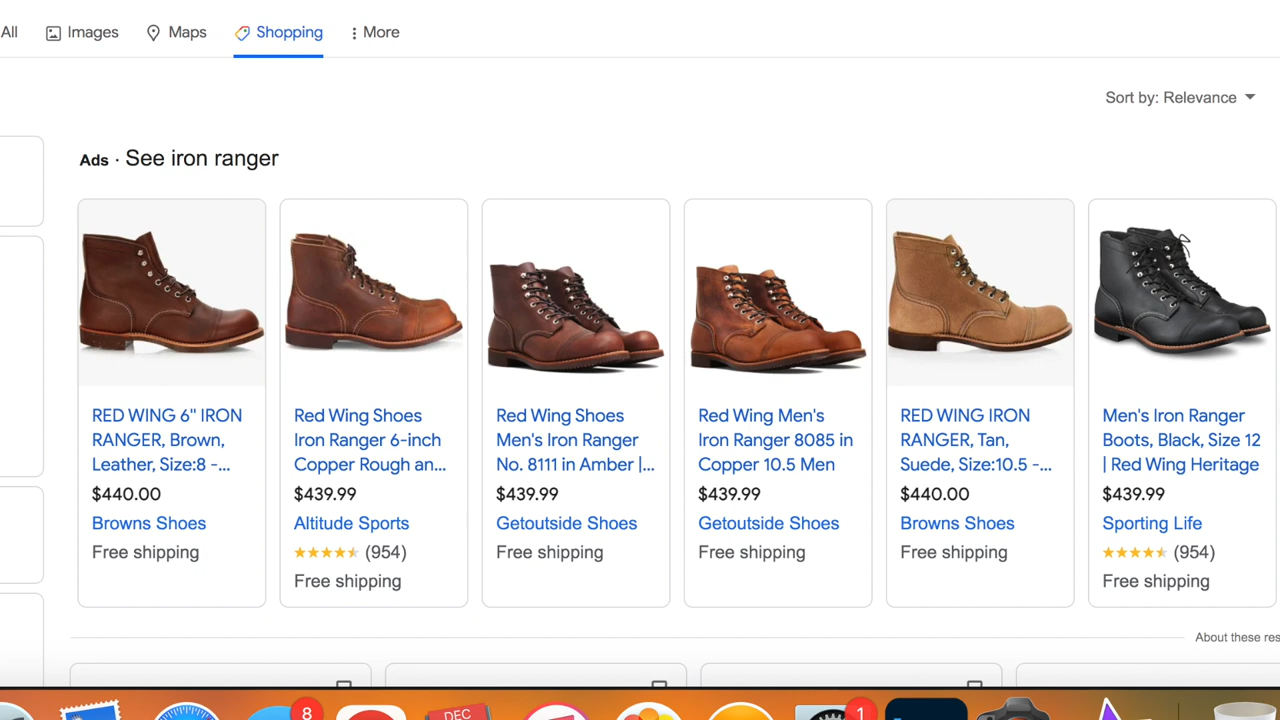 All Images Maps Shopping More
Sort by: Relevance
Ads · See iron ranger
RED WING 6" IRON
RANGER, Brown,
Leather, Size:8 -...
$440.00
Browns Shoes
Free shipping
Red Wing Shoes
Iron Ranger 6-inch
Copper Rough an...
$439.99
Altitude Sports
(954)
Free shipping
Red Wing Shoes
Men's Iron Ranger
No. 8111 in Amber |...
$439.99
Getoutside Shoes
Free shipping
Red Wing Men's
Iron Ranger 8085 in
Copper 10.5 Men
$439.99
Getoutside Shoes
Free shipping
RED WING IRON
RANGER, Tan,
Suede, Size:10.5 -...
$440.00
Browns Shoes
Free shipping
Men's Iron Ranger
Boots, Black, Size 12
| Red Wing Heritage
$439.99
Sporting Life
(954)
Free shipping
About these res
8
DEC
1